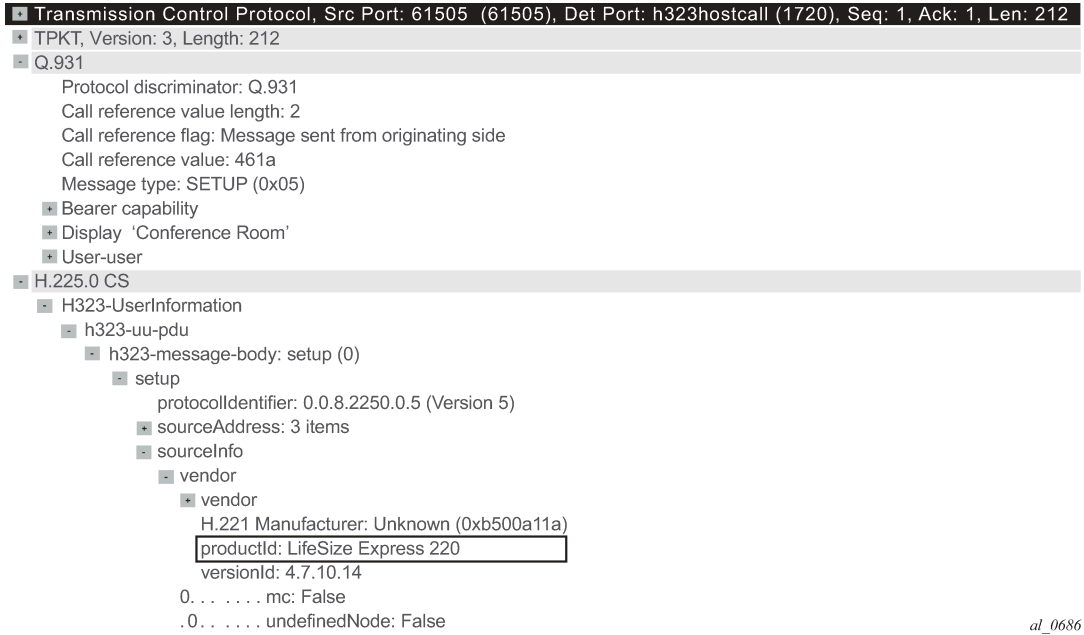 Transmission Control Protocol, Src Port: 61505 (61505), Det Port: h323hostcall (1720), Seq: 1, Ack: 1, Len: 212
TPKT, Version: 3, Length: 212
Q.931
Protocol discriminator: Q.931
Call reference value length: 2
Call reference flag: Message sent from originating side
Call reference value: 461a
Message type: SETUP (0x05)
Bearer capability
Display ‘Conference Room’
User-user
H.225.0 CS
H323-UserInformation
h323-uu-pdu
h323-message-body: setup (0)
setup
protocolIdentifier: 0.0.8.2250.0.5 (Version 5)
sourceAddress: 3 items
sourceInfo
vendor
vendor
H.221 Manufacturer: Unknown (0xb500a11a)
productId: LifeSize Express 220
versionId: 4.7.10.14
0. . . . . . . mc: False
.0. . . . . . undefinedNode: False
al_0686